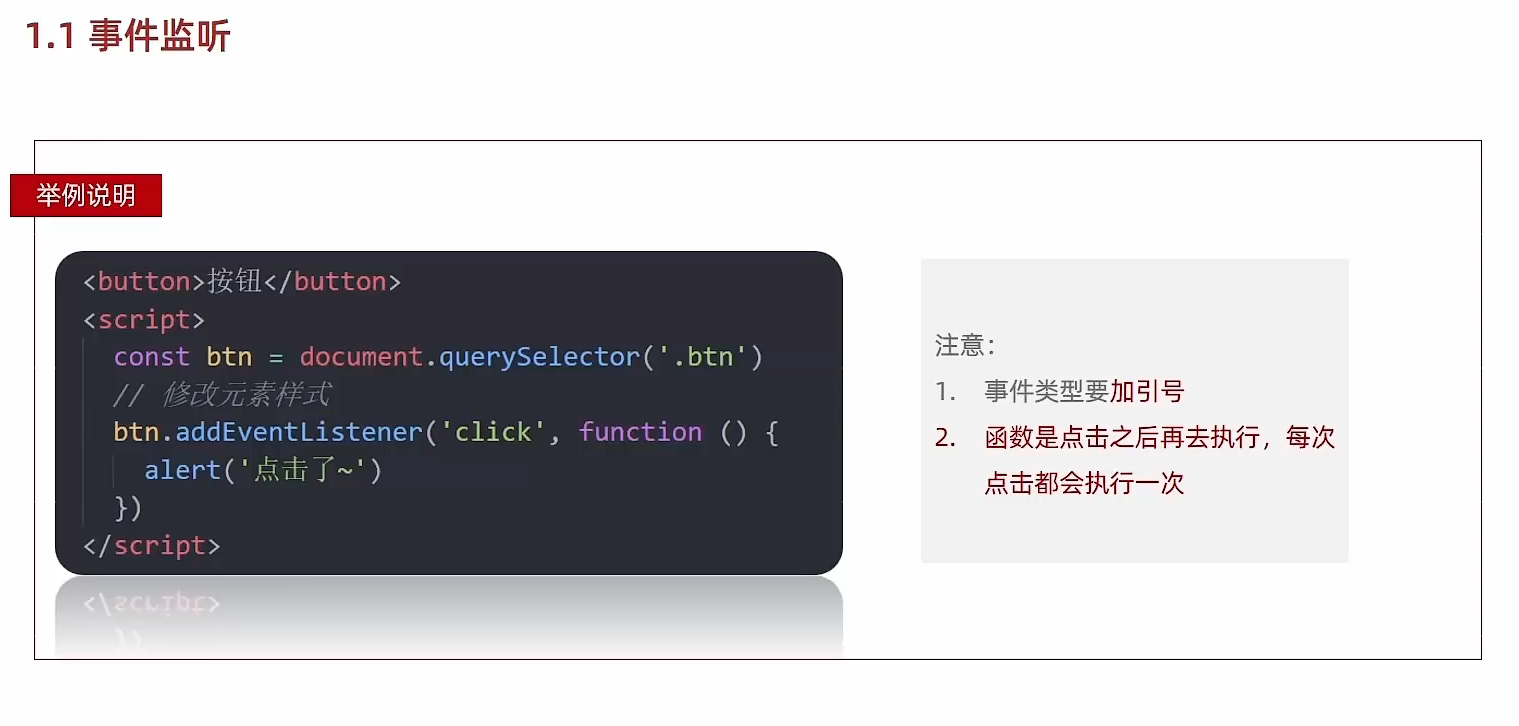 1.1 事件监听
举例说明
<button>按钮</button>
<script>
const btn = document.querySelector('.btn')
// 修改元素样式
btn.addEventListener('click', function () {
alert('点击了~')
})
</script>
注意：
1. 事件类型要加引号
2. 函数是点击之后再去执行，每次
点击都会执行一次